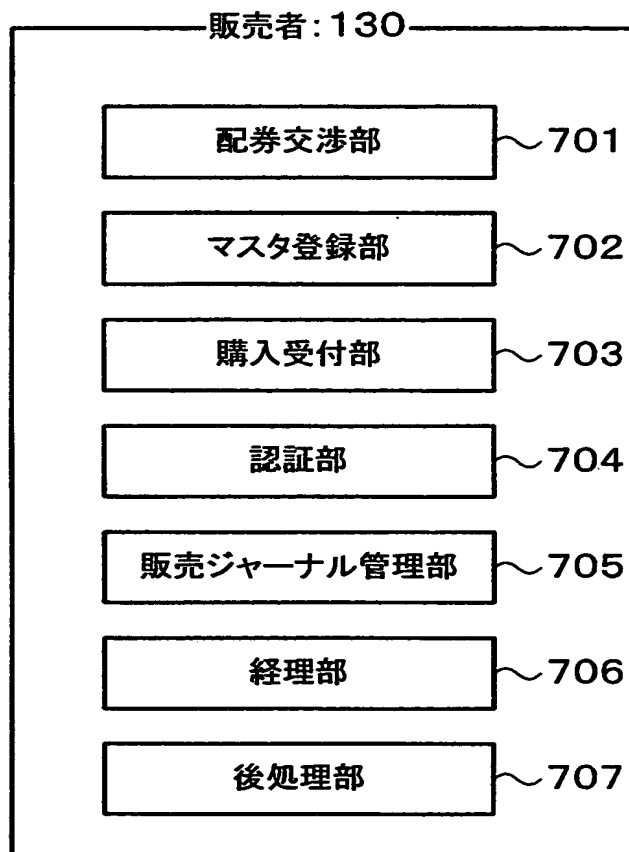 販売者:130
配券交渉部 701
マスタ登録部 702
購入受付部 703
認証部 704
販売ジャーナル管理部 705
経理部 706
後処理部 707